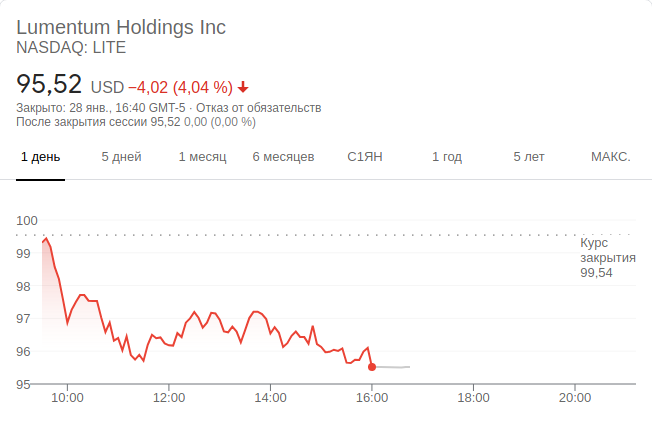 Lumentum Holdings Inc
NASDAQ: LITE
95,52 USD −4,02 (4,04 %)
Закрыто: 28 янв., 16:40 GMT-5 · Отказ от обязательств
После закрытия сессии 95,52 0,00 (0,00 %)
1 день 5 дней 1 месяц 6 месяцев С1ЯН 1 год 5 лет МАКС.
100
99
98
97
96
95
Курс
закрытия
99,54
10:00 12:00 14:00 16:00 18:00 20:00